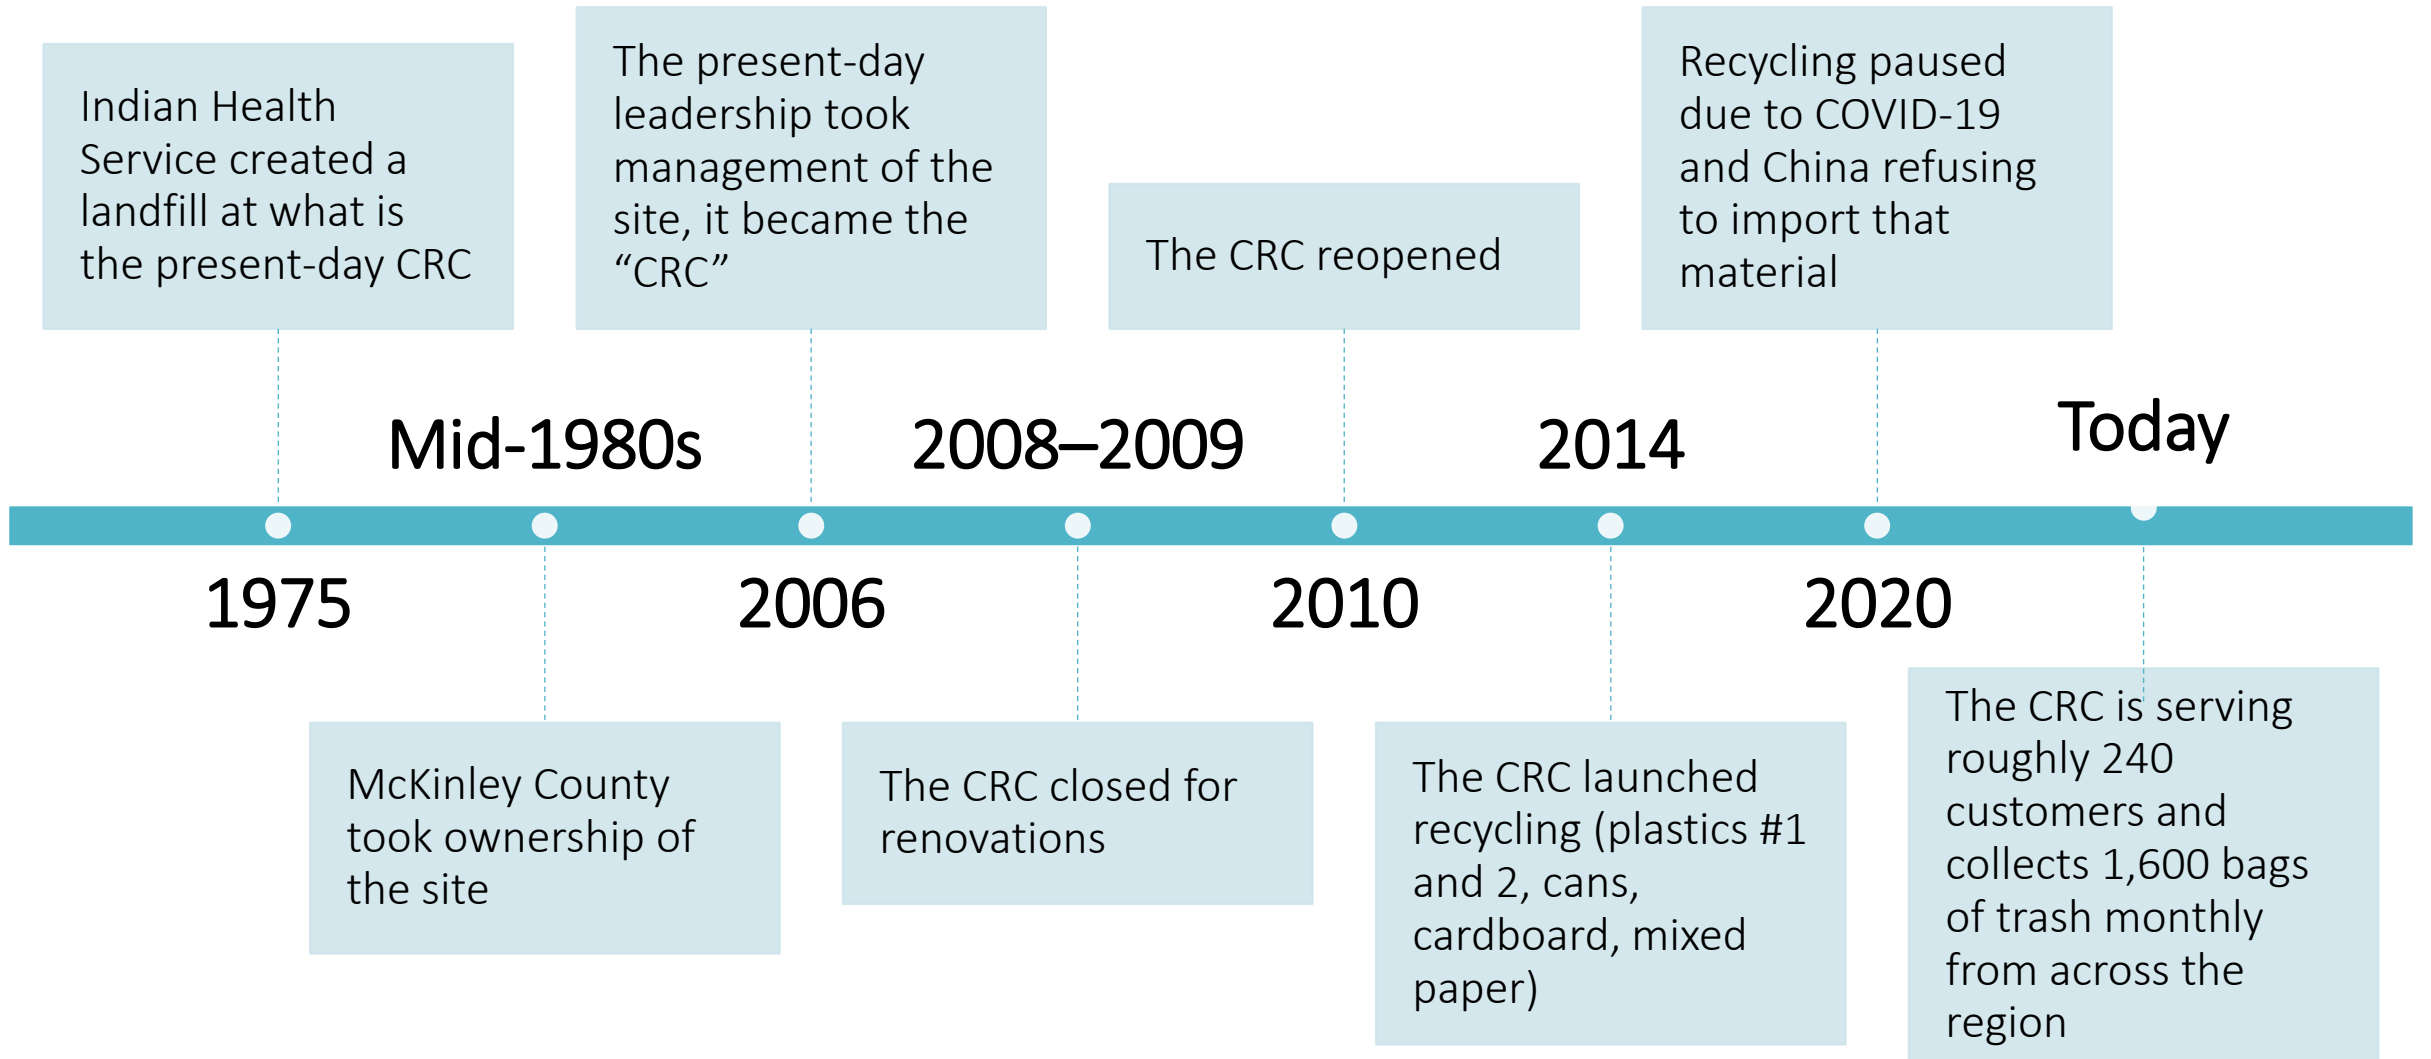 Indian Health
Service created a
landfill at what is
the present-day CRC
1975
Mid-1980s
McKinley County
took ownership of
the site
The present-day
leadership took
management of the
site, it became the
“CRC”
2006
2008–2009
The CRC closed for
renovations
The CRC reopened
2010
2014
The CRC launched
recycling (plastics #1
and 2, cans,
cardboard, mixed
paper)
Recycling paused
due to COVID-19
and China refusing
to import that
material
2020
Today
The CRC is serving
roughly 240
customers and
collects 1,600 bags
of trash monthly
from across the
region